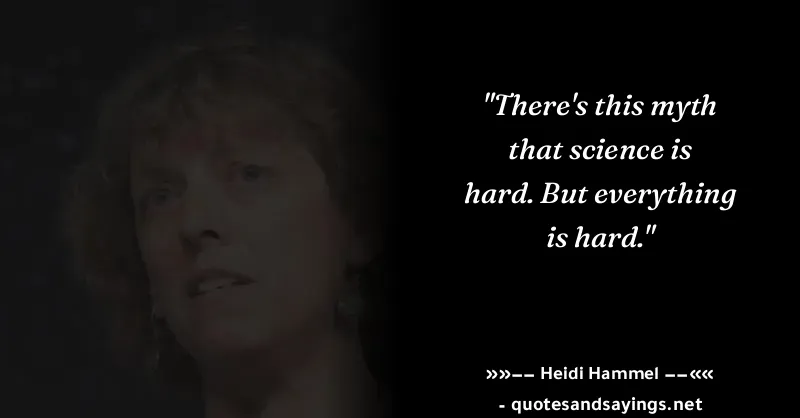 "There's this myth
that science is
hard. But everything
is hard."
»»−− Heidi Hammel −−««
- quotesandsayings.net